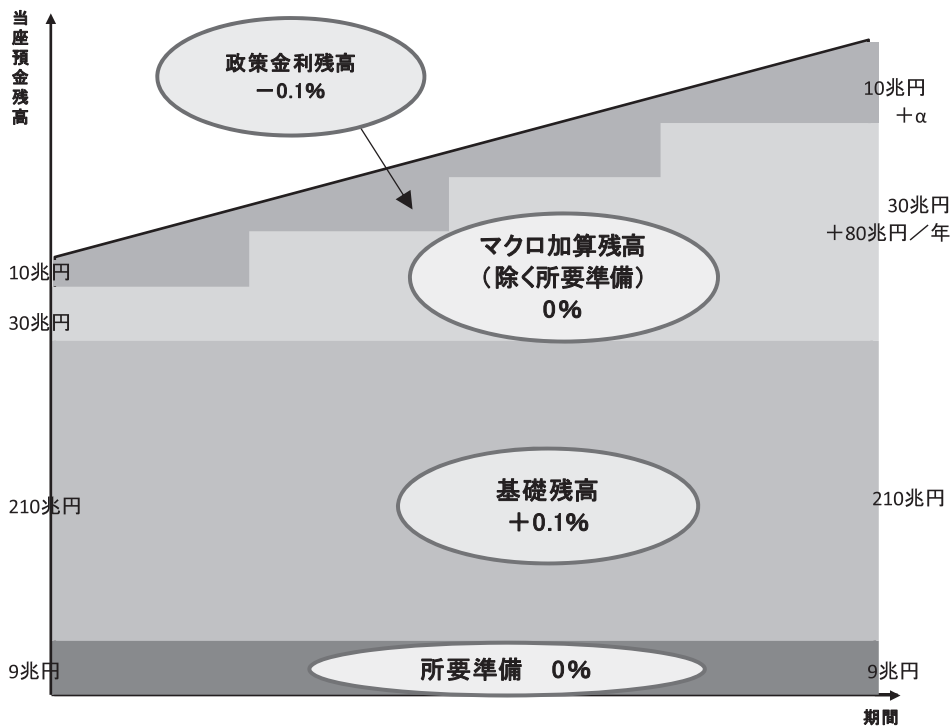 当座預金残高
政策金利残高
－0.1%
10兆円
＋α
30兆円
＋80兆円／年
マクロ加算残高
（除く所要準備）
0%
10兆円
30兆円
基礎残高
＋0.1%
210兆円
210兆円
所要準備　0%
9兆円
9兆円
期間